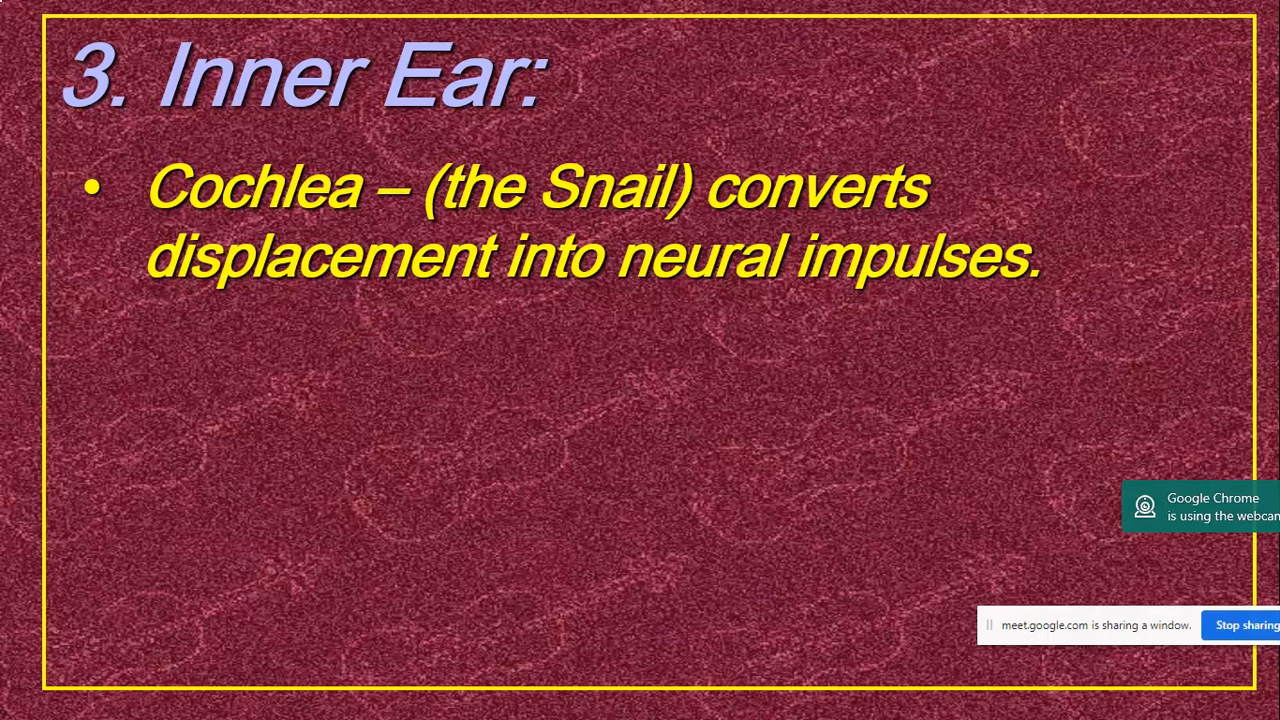 3. Inner Ear:
• Cochlea – (the Snail) converts
displacement into neural impulses.
Google Chrome
is using the webcam
meet.google.com is sharing a window.
Stop sharing